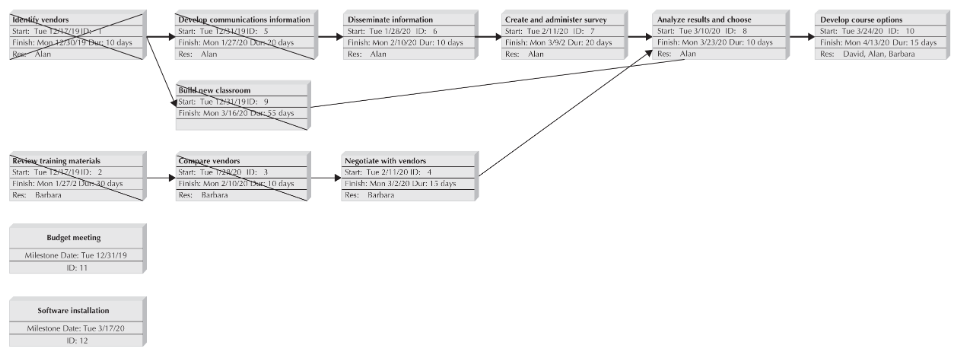 Identify vendors
Start: Tue 12/17/19 ID: 1
Finish: Mon 12/30/19 Dur: 10 days
Res: Alan
Develop communications information
Start: Tue 12/31/19 ID: 5
Finish: Mon 1/27/20 Dur: 20 days
Res: Alan
Disseminate information
Start: Tue 1/28/20 ID: 6
Finish: Mon 2/10/20 Dur: 10 days
Res: Alan
Create and administer survey
Start: Tue 2/11/20 ID: 7
Finish: Mon 3/9/2 Dur: 20 days
Res: Alan
Analyze results and choose
Start: Tue 3/10/20 ID: 8
Finish: Mon 3/23/20 Dur: 10 days
Res: Alan
Develop course options
Start: Tue 3/24/20 ID: 10
Finish: Mon 4/13/20 Dur: 15 days
Res: David, Alan, Barbara
Build new classroom
Start: Tue 12/31/19 ID: 9
Finish: Mon 3/16/20 Dur: 55 days
Review training materials
Start: Tue 12/17/19 ID: 2
Finish: Mon 1/27/2 Dur: 30 days
Res: Barbara
Compare vendors
Start: Tue 1/28/20 ID: 3
Finish: Mon 2/10/20 Dur: 10 days
Res: Barbara
Negotiate with vendors
Start: Tue 2/11/20 ID: 4
Finish: Mon 3/2/20 Dur: 15 days
Res: Barbara
Budget meeting
Milestone Date: Tue 12/31/19
ID: 11
Software installation
Milestone Date: Tue 3/17/20
ID: 12